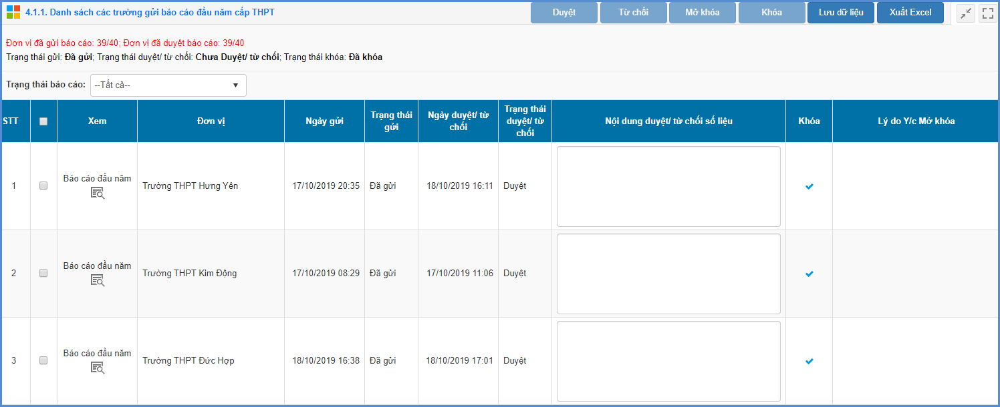 4.1.1. Danh sách các trường gửi báo cáo đầu năm cấp THPT
Duyệt
Từ chối
Mở khóa
Khóa
Lưu dữ liệu
Xuất Excel
Đơn vị đã gửi báo cáo: 39/40; Đơn vị đã duyệt báo cáo: 39/40
Trạng thái gửi: Đã gửi; Trạng thái duyệt/ từ chối: Chưa Duyệt/ từ chối; Trạng thái khóa: Đã khóa
Trạng thái báo cáo: --Tất cả--
STT
Xem
Đơn vị
Ngày gửi
Trạng thái
gửi
Ngày duyệt/ từ
chối
Trạng thái
duyệt/ từ
chối
Nội dung duyệt/ từ chối số liệu
Khóa
Lý do Y/c Mở khóa
1
Báo cáo đầu năm
Trường THPT Hưng Yên
17/10/2019 20:35
Đã gửi
18/10/2019 16:11
Duyệt
2
Báo cáo đầu năm
Trường THPT Kim Động
17/10/2019 08:29
Đã gửi
17/10/2019 11:06
Duyệt
3
Báo cáo đầu năm
Trường THPT Đức Hợp
18/10/2019 16:38
Đã gửi
18/10/2019 17:01
Duyệt